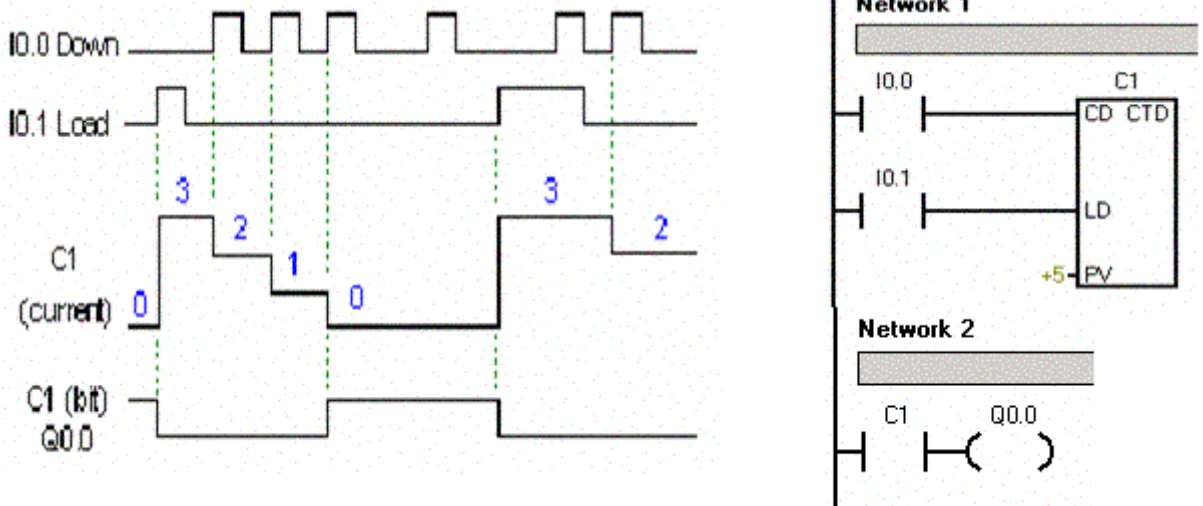 I0.0 Down
I0.1 Load
3
3
2
2
1
C1
0
0
(current)
C1 (bit)
Q0.0
Network 1
I0.0
C1
CD CTD
I0.1
LD
+5 PV
Network 2
C1 Q0.0